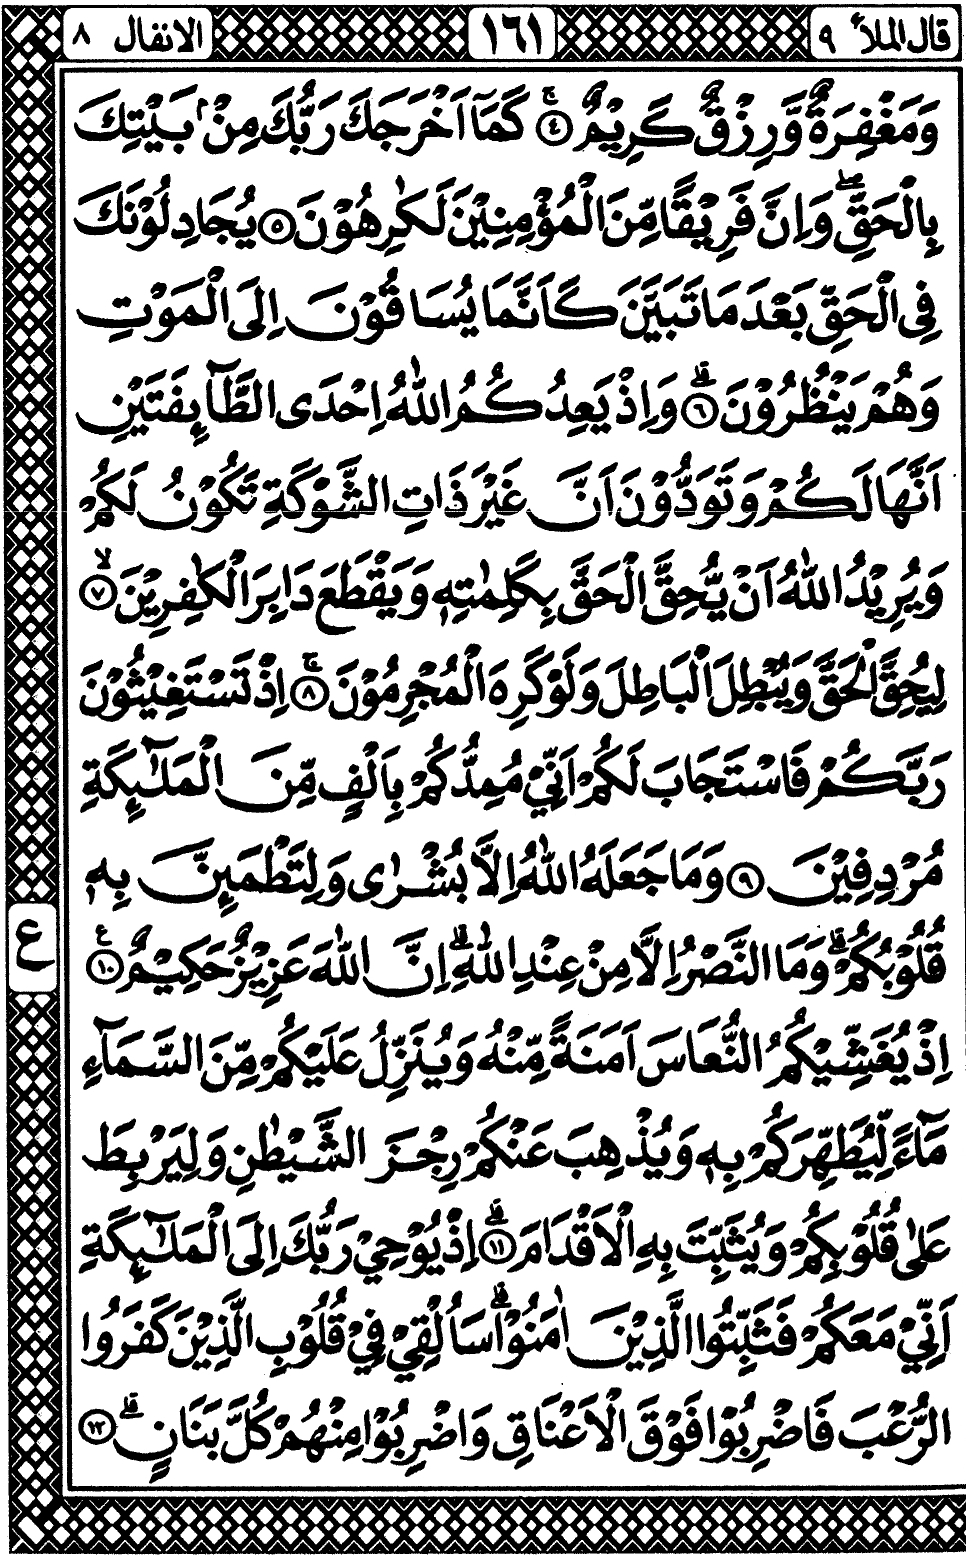 قال الملأ ٩ ١٦١ الانفال ٨
وَمَغْفِرَةٌ وَّرِزْقٌ كَرِيْمٌ ۚ﴿٤﴾ كَمَاۤ اَخْرَجَكَ رَبُّكَ مِنْۢ بَيْتِكَ
بِالْحَقِّ ۖ وَاِنَّ فَرِيْقًا مِّنَ الْمُؤْمِنِيْنَ لَكٰرِهُوْنَ ﴿٥﴾ يُجَادِلُوْنَكَ
فِى الْحَقِّ بَعْدَ مَا تَبَيَّنَ كَاَنَّمَا يُسَاقُوْنَ اِلَى الْمَوْتِ
وَهُمْ يَنْظُرُوْنَ ؕ﴿٦﴾ وَاِذْ يَعِدُكُمُ اللّٰهُ اِحْدَى الطَّآئِفَتَيْنِ
اَنَّهَا لَكُمْ وَتَوَدُّوْنَ اَنَّ غَيْرَ ذَاتِ الشَّوْكَةِ تَكُوْنُ لَكُمْ
وَيُرِيْدُ اللّٰهُ اَنْ يُّحِقَّ الْحَقَّ بِكَلِمٰتِهٖ وَيَقْطَعَ دَابِرَ الْكٰفِرِيْنَ ۙ﴿٧﴾
لِيُحِقَّ الْحَقَّ وَيُبْطِلَ الْبَاطِلَ وَلَوْ كَرِهَ الْمُجْرِمُوْنَ ۚ﴿٨﴾ اِذْ تَسْتَغِيْثُوْنَ
رَبَّكُمْ فَاسْتَجَابَ لَكُمْ اَنِّيْ مُمِدُّكُمْ بِاَلْفٍ مِّنَ الْمَلٰٓئِكَةِ
مُرْدِفِيْنَ ﴿٩﴾ وَمَا جَعَلَهُ اللّٰهُ اِلَّا بُشْرٰى وَلِتَطْمَئِنَّ بِهٖ
قُلُوْبُكُمْ ۗ وَمَا النَّصْرُ اِلَّا مِنْ عِنْدِ اللّٰهِ ۗ اِنَّ اللّٰهَ عَزِيْزٌ حَكِيْمٌ ﴿١٠﴾ ع
اِذْ يُغَشِّيْكُمُ النُّعَاسَ اَمَنَةً مِّنْهُ وَيُنَزِّلُ عَلَيْكُمْ مِّنَ السَّمَآءِ
مَآءً لِّيُطَهِّرَكُمْ بِهٖ وَيُذْهِبَ عَنْكُمْ رِجْزَ الشَّيْطٰنِ وَلِيَرْبِطَ
عَلٰى قُلُوْبِكُمْ وَيُثَبِّتَ بِهِ الْاَقْدَامَ ۗ﴿١١﴾ اِذْ يُوْحِيْ رَبُّكَ اِلَى الْمَلٰٓئِكَةِ
اَنِّيْ مَعَكُمْ فَثَبِّتُوا الَّذِيْنَ اٰمَنُوْا ۗ سَاُلْقِيْ فِيْ قُلُوْبِ الَّذِيْنَ كَفَرُوا
الرُّعْبَ فَاضْرِبُوْا فَوْقَ الْاَعْنَاقِ وَاضْرِبُوْا مِنْهُمْ كُلَّ بَنَانٍ ۗ﴿١٢﴾